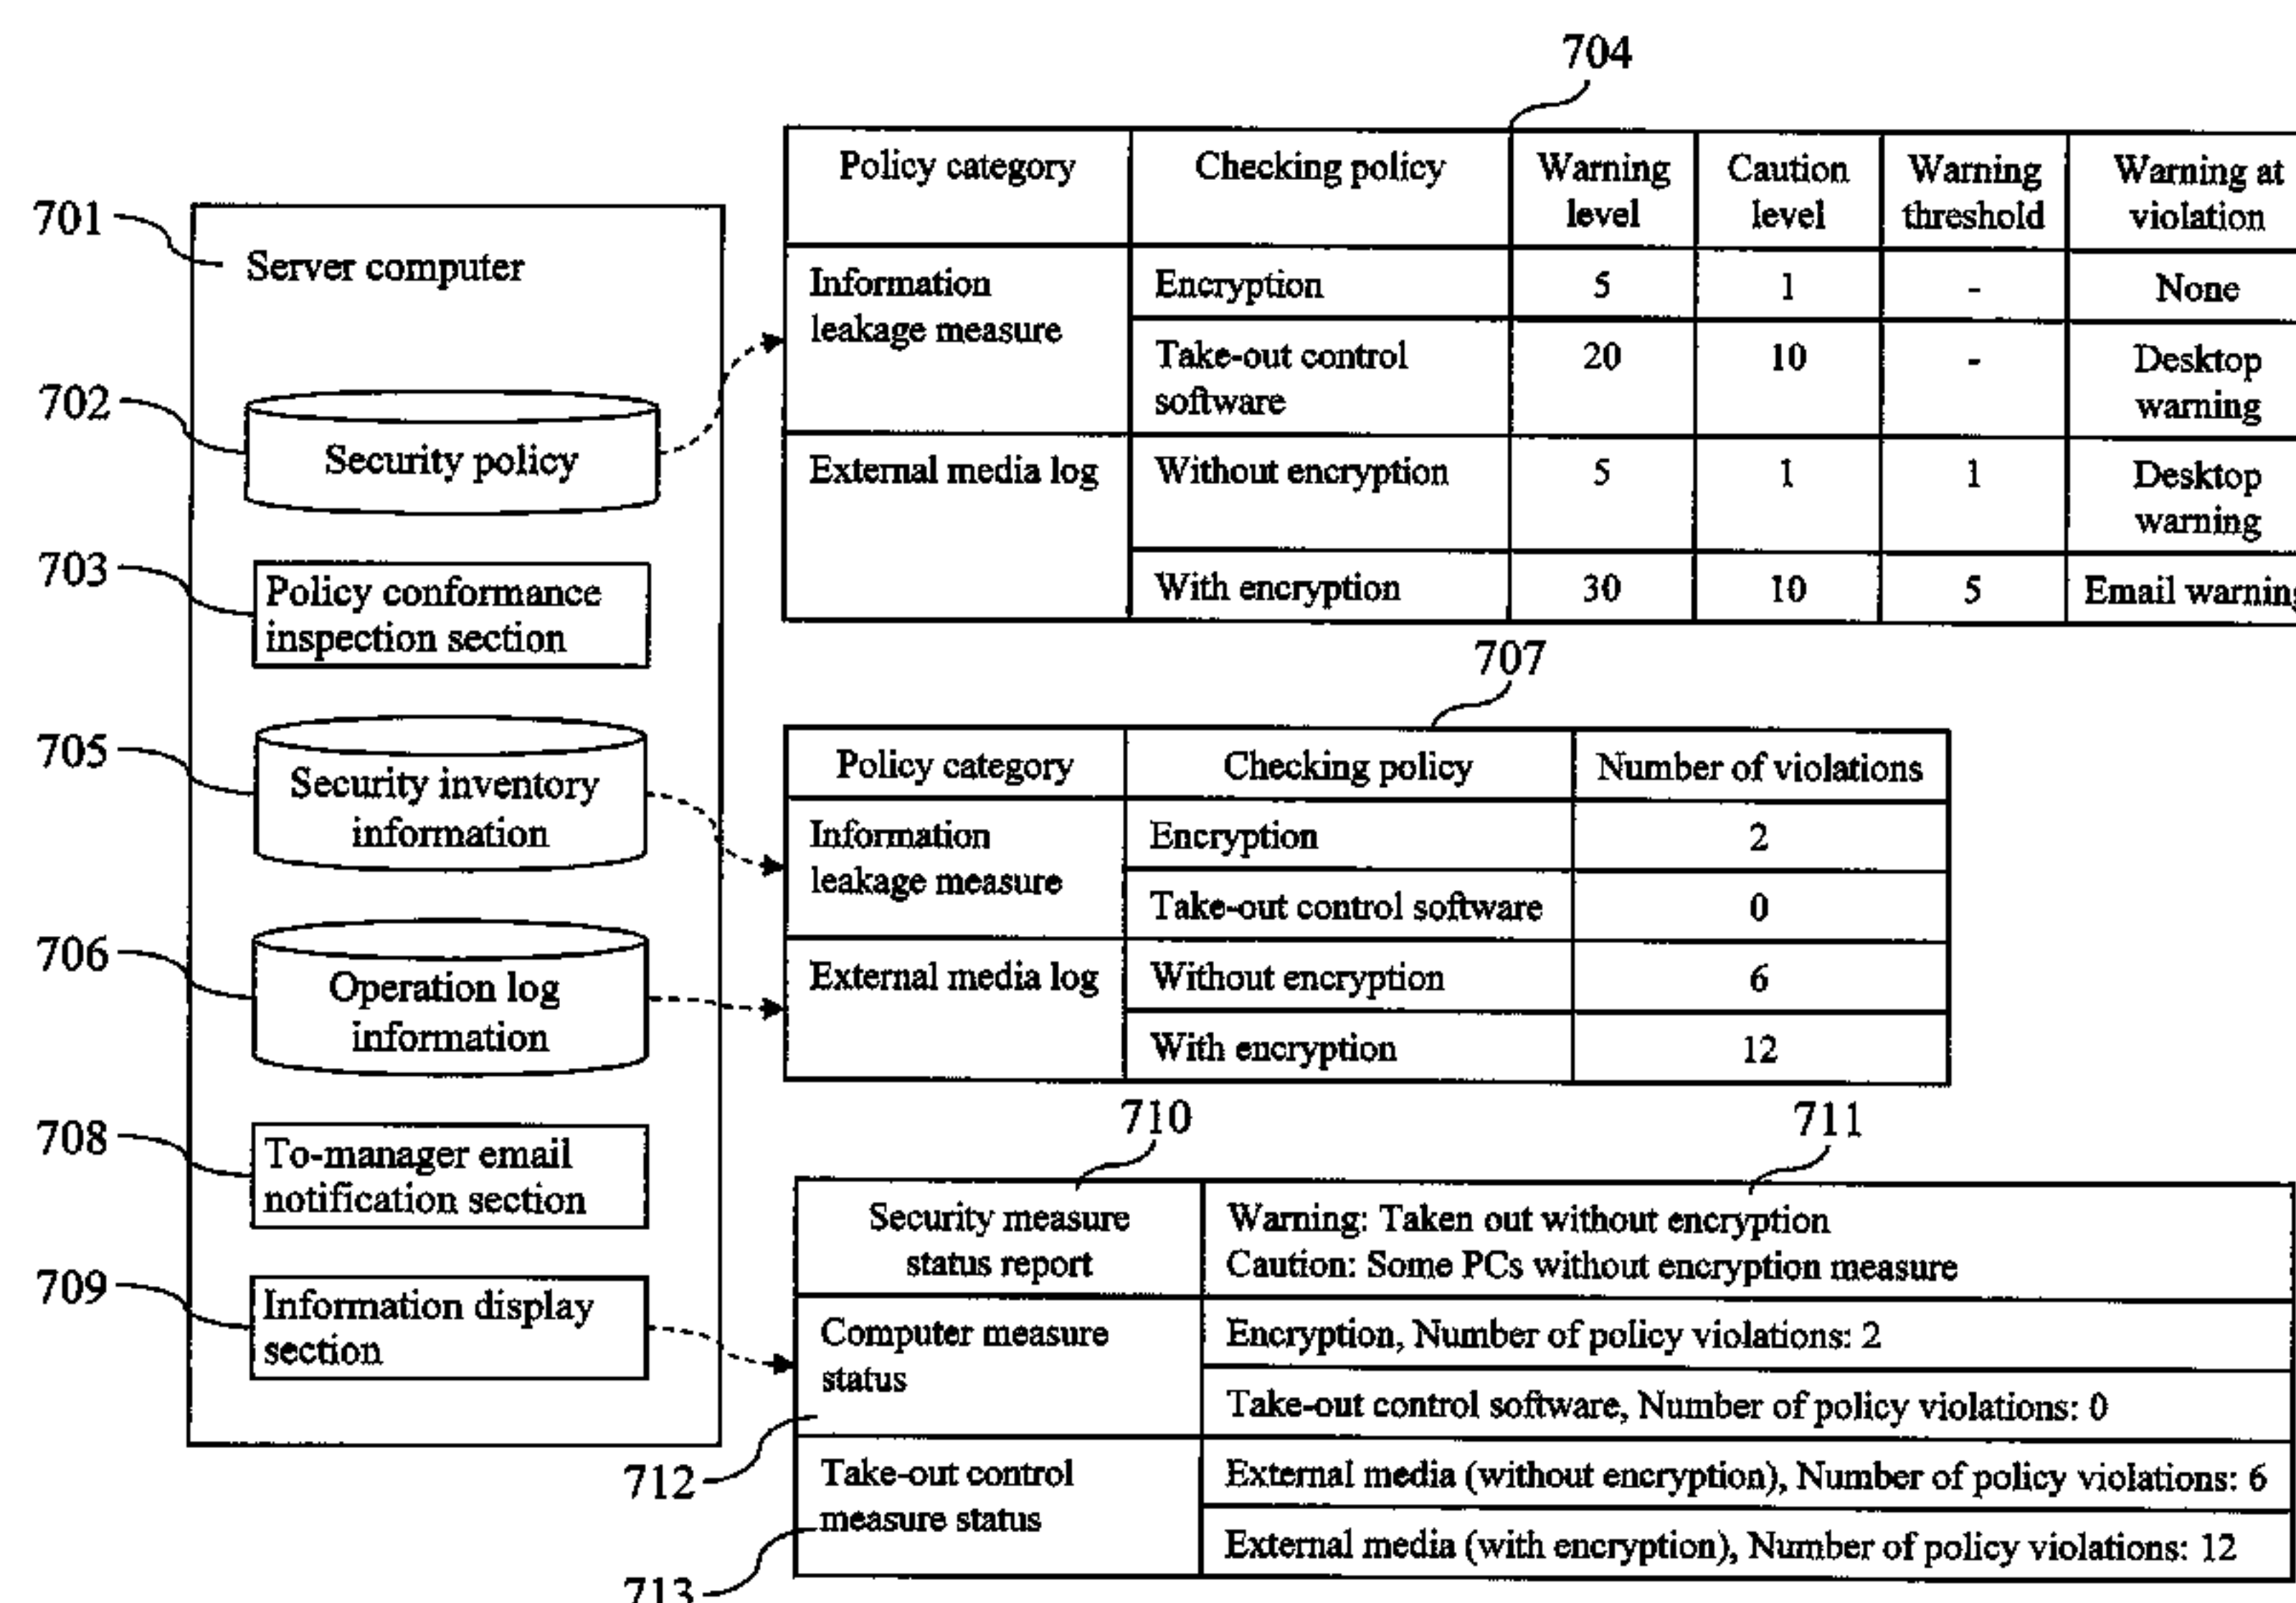 704
Policy category
Checking policy
Warning
level
Caution
level
Warning
threshold
Warning at
violation
Information
leakage measure
Encryption
5
1
-
None
Take-out control
software
20
10
-
Desktop
warning
External media log
Without encryption
5
1
1
Desktop
warning
With encryption
30
10
5
Email warning
701
Server computer
702
Security policy
703
Policy conformance
inspection section
705
Security inventory
information
706
Operation log
information
708
To-manager email
notification section
709
Information display
section
707
Policy category
Checking policy
Number of violations
Information
leakage measure
Encryption
2
Take-out control software
0
External media log
Without encryption
6
With encryption
12
710
711
Security measure
status report
Warning: Taken out without encryption
Caution: Some PCs without encryption measure
Computer measure
status
Encryption, Number of policy violations: 2
Take-out control software, Number of policy violations: 0
712
Take-out control
measure status
External media (without encryption), Number of policy violations: 6
External media (with encryption), Number of policy violations: 12
713